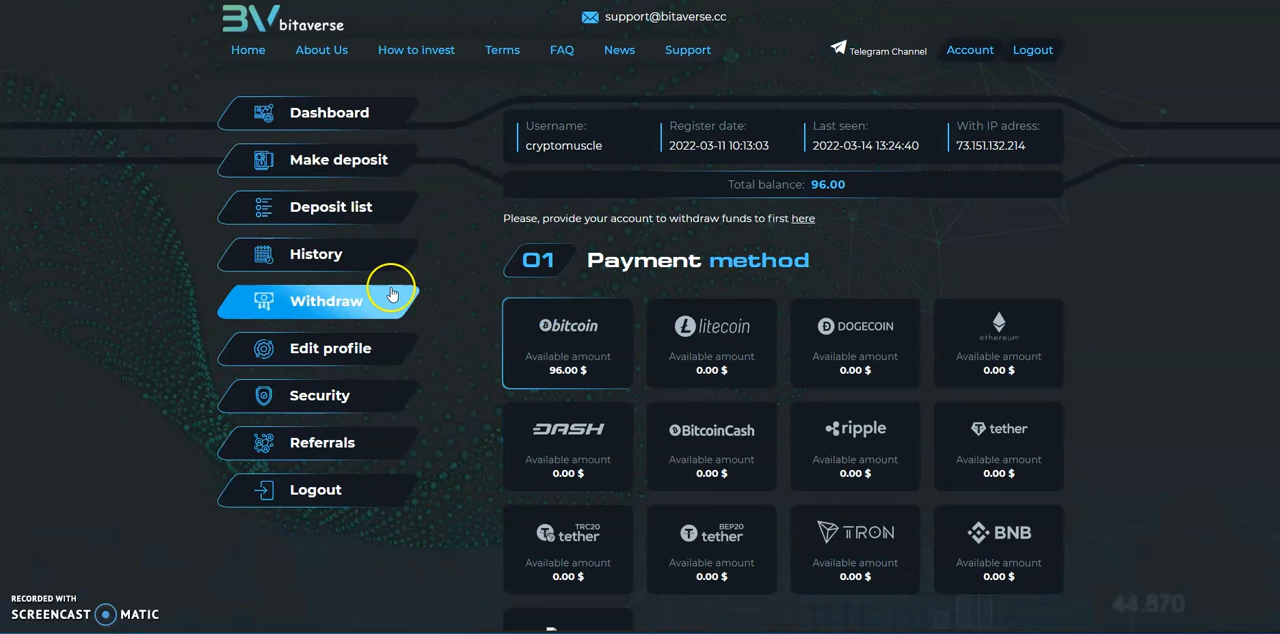 BV bitaverse
support@bitaverse.cc
Home About Us How to invest Terms FAQ News Support
Telegram Channel Account Logout
Dashboard
Make deposit
Deposit list
History
Withdraw
Edit profile
Security
Referrals
Logout
Username: Register date: Last seen: With IP adress:
cryptomuscle 2022-03-11 10:13:03 2022-03-14 13:24:40 73.151.132.214
Total balance: 96.00
Please, provide your account to withdraw funds to first here
01 Payment method
bitcoin litecoin DOGECOIN ethereum
Available amount Available amount Available amount Available amount
96.00 $ 0.00 $ 0.00 $ 0.00 $
DASH BitcoinCash ripple tether
Available amount Available amount Available amount Available amount
0.00 $ 0.00 $ 0.00 $ 0.00 $
TRC20 tether BEP20 tether TRON BNB
Available amount Available amount Available amount Available amount
0.00 $ 0.00 $ 0.00 $ 0.00 $
44.870
RECORDED WITH
SCREENCAST MATIC